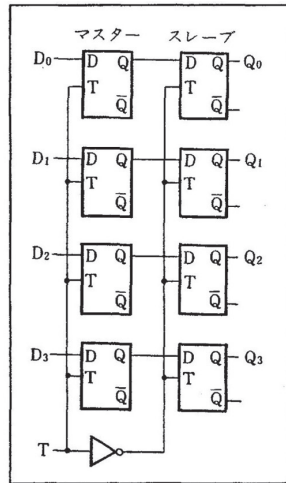 マスター スレーブ
D₀ D Q D Q Q₀
T Q̅ T Q̅
D₁ D Q D Q Q₁
T Q̅ T Q̅
D₂ D Q D Q Q₂
T Q̅ T Q̅
D₃ D Q D Q Q₃
T Q̅ T Q̅
T